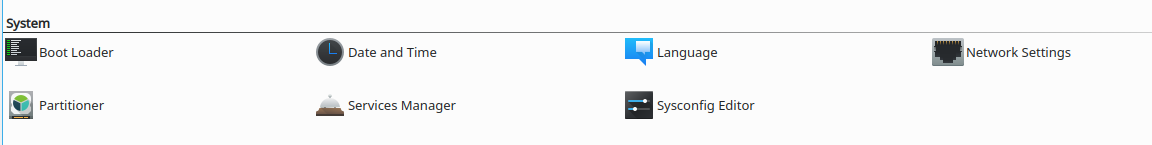 System
Boot Loader
Date and Time
Language
Network Settings
Partitioner
Services Manager
Sysconfig Editor